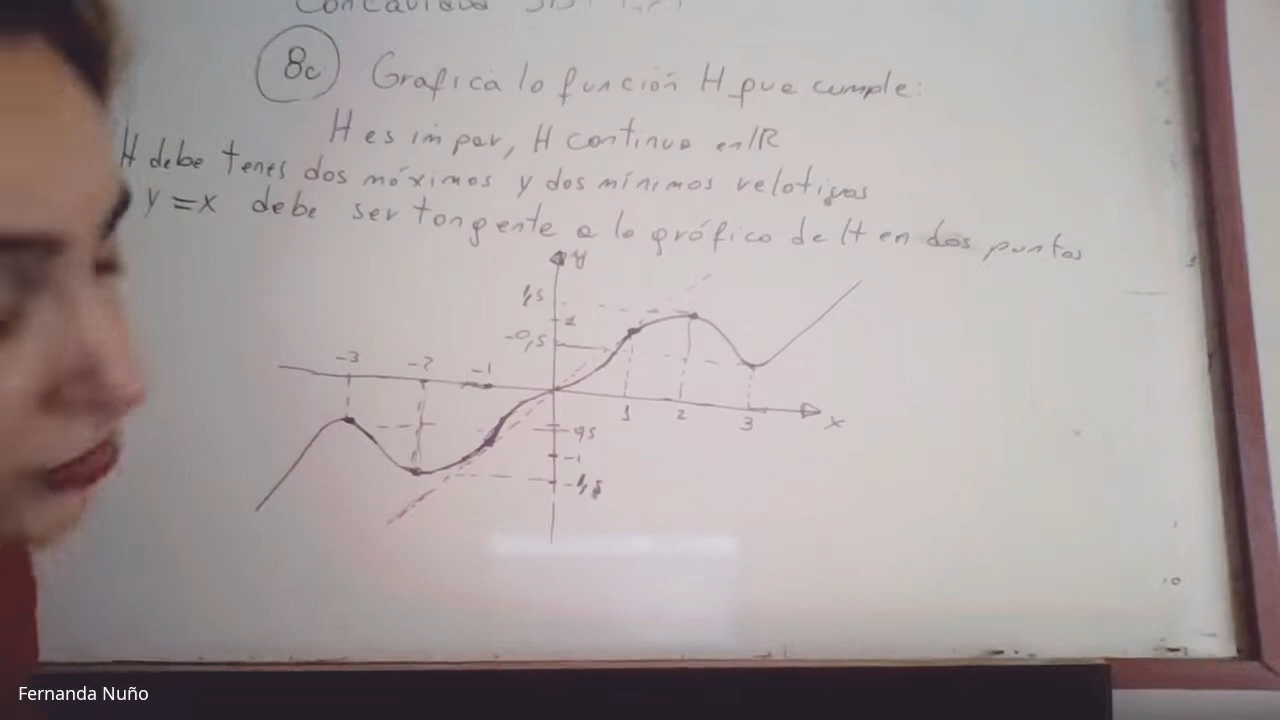 Concavidad
8c Grafica la función H que cumple:
H es impar, H continua en ℝ
H debe tenes dos máximos y dos mínimos relativos
y = x debe ser tangente a la gráfica de H en dos puntos
y
1,5
1
-0,5
-3 -2 -1
1 2 3 x
0,5
-1
-1,5
Fernanda Nuño